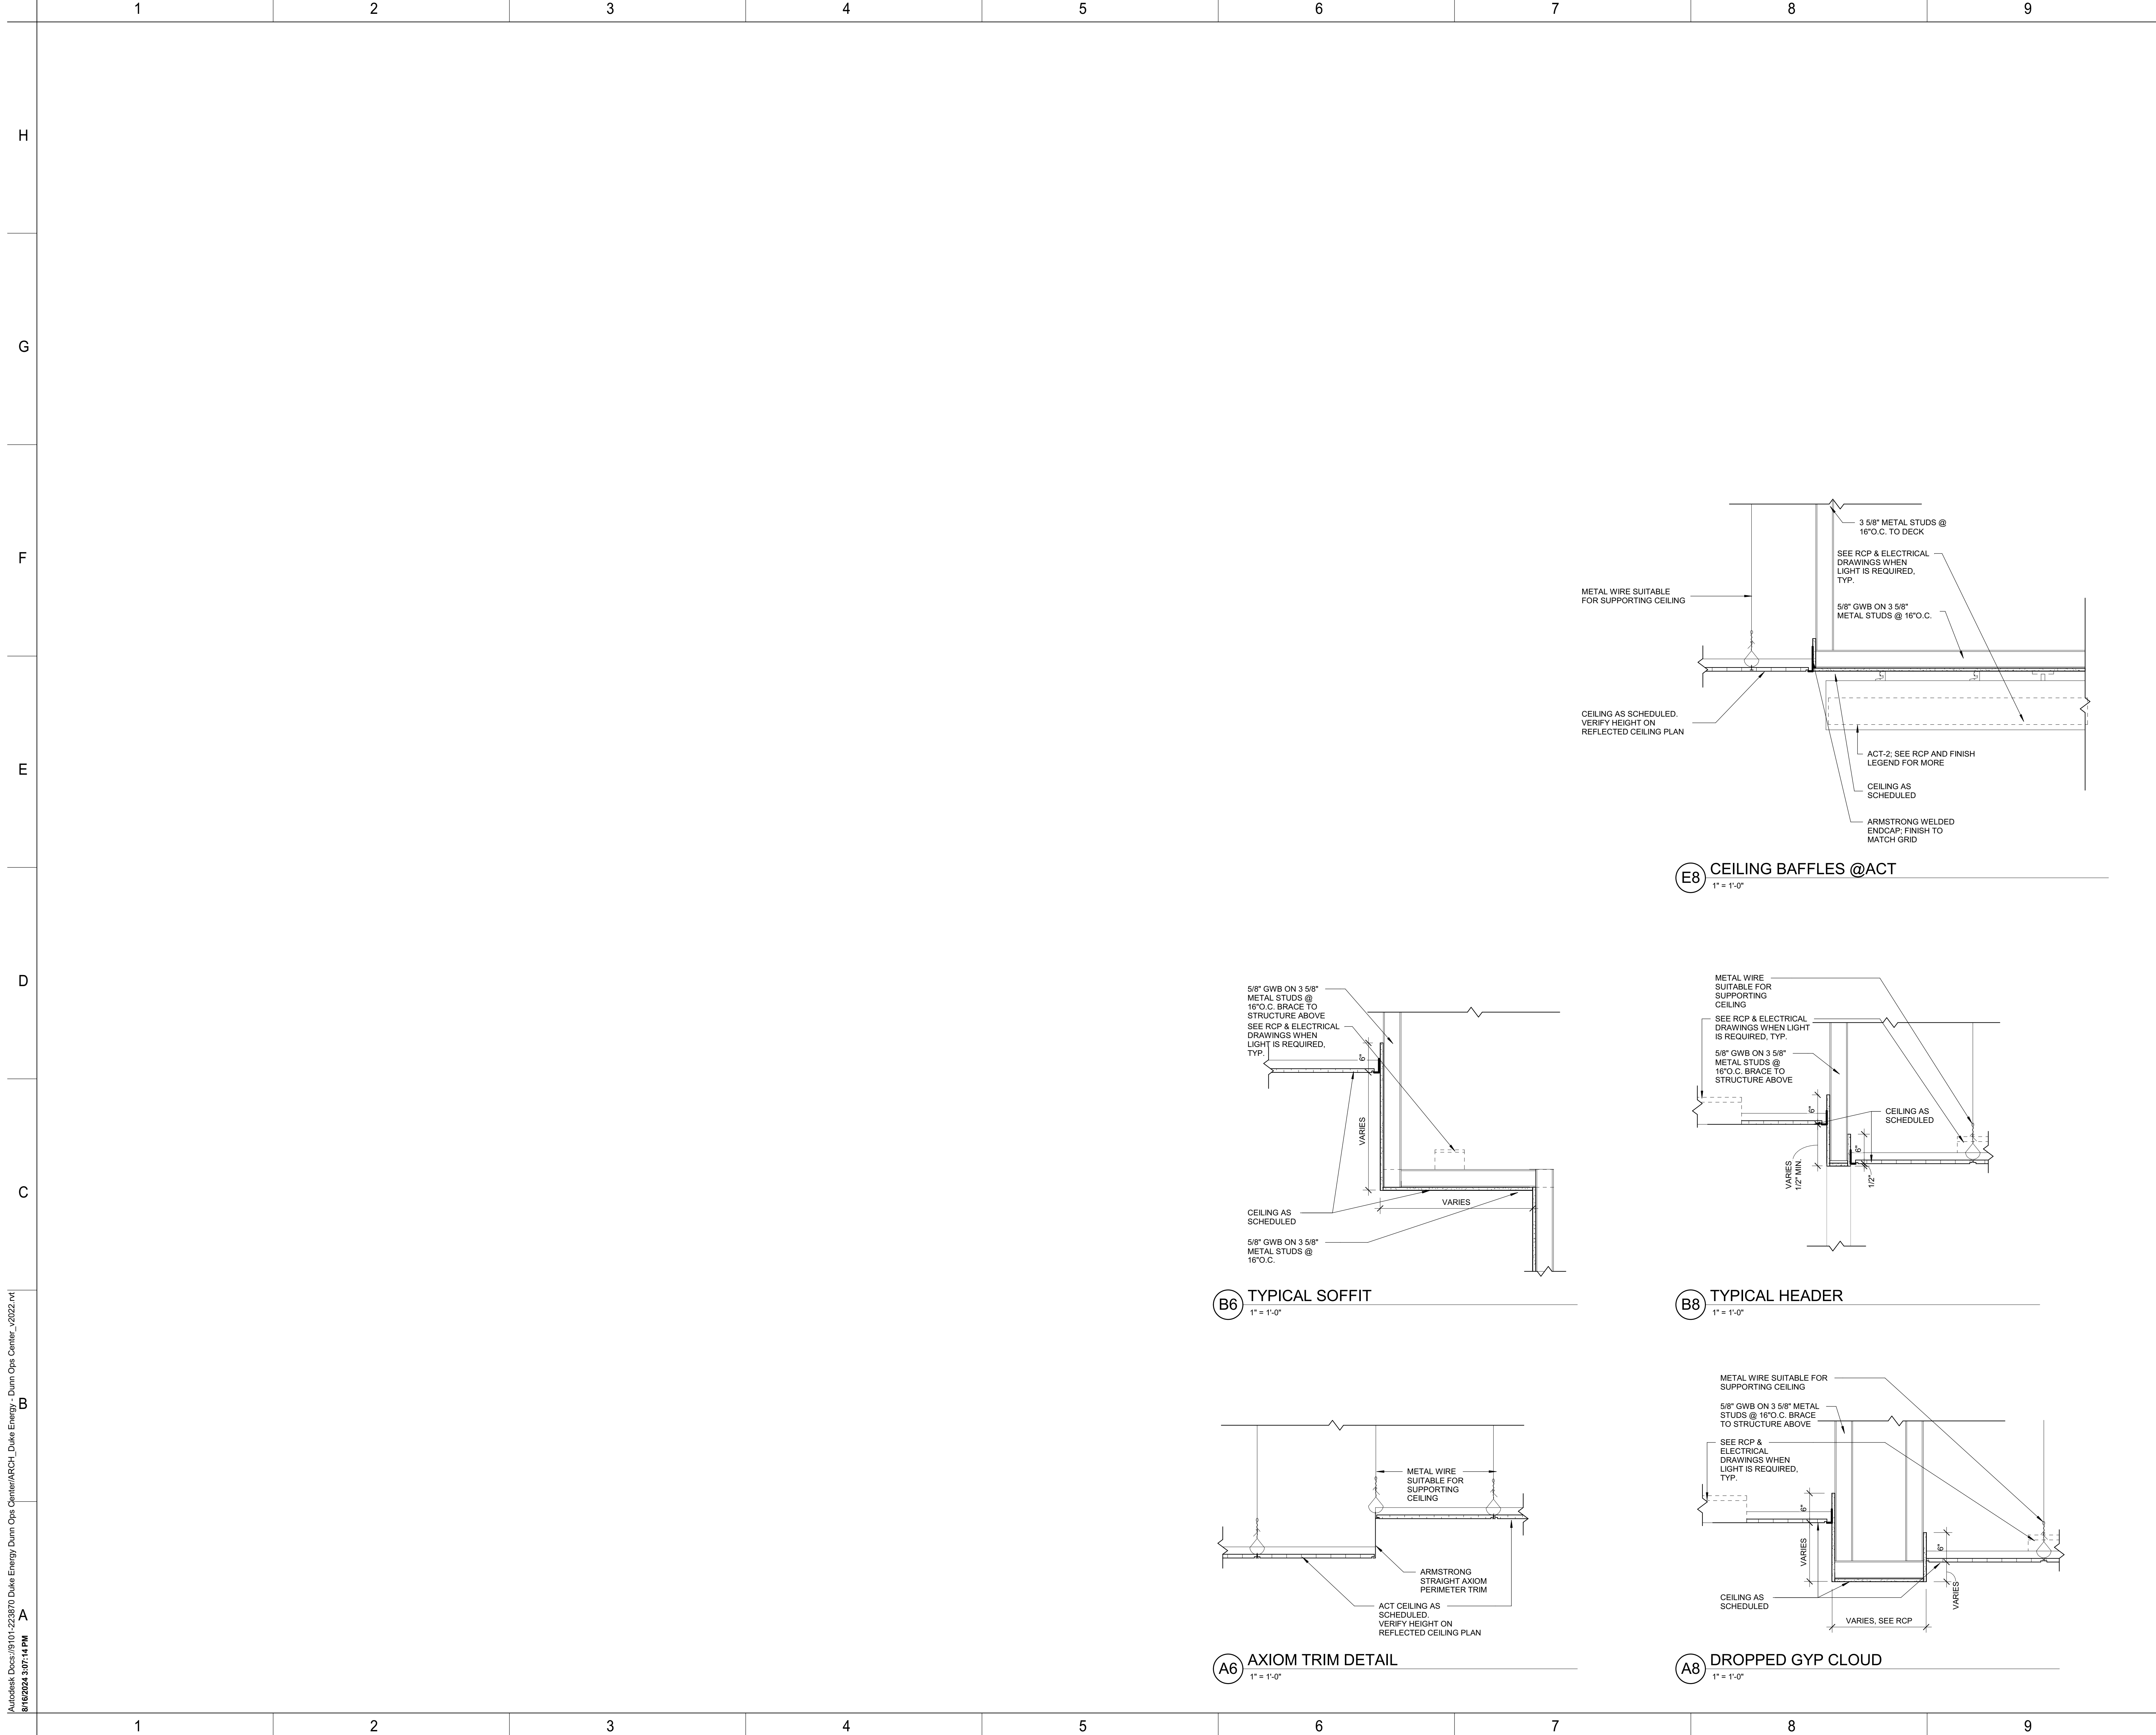 1 2 3 4 5 6 7 8 9
H
G
F
E
D
C
B
A
3 5/8" METAL STUDS @
16"O.C. TO DECK
SEE RCP & ELECTRICAL
DRAWINGS WHEN
LIGHT IS REQUIRED,
TYP.
METAL WIRE SUITABLE
FOR SUPPORTING CEILING
5/8" GWB ON 3 5/8"
METAL STUDS @ 16"O.C.
CEILING AS SCHEDULED.
VERIFY HEIGHT ON
REFLECTED CEILING PLAN
ACT-2; SEE RCP AND FINISH
LEGEND FOR MORE
CEILING AS
SCHEDULED
ARMSTRONG WELDED
ENDCAP; FINISH TO
MATCH GRID
E8 CEILING BAFFLES @ACT
1" = 1'-0"
5/8" GWB ON 3 5/8"
METAL STUDS @
16"O.C. BRACE TO
STRUCTURE ABOVE
SEE RCP & ELECTRICAL
DRAWINGS WHEN
LIGHT IS REQUIRED,
TYP.
6"
VARIES
VARIES
CEILING AS
SCHEDULED
5/8" GWB ON 3 5/8"
METAL STUDS @
16"O.C.
B6 TYPICAL SOFFIT
1" = 1'-0"
METAL WIRE
SUITABLE FOR
SUPPORTING
CEILING
SEE RCP & ELECTRICAL
DRAWINGS WHEN LIGHT
IS REQUIRED, TYP.
5/8" GWB ON 3 5/8"
METAL STUDS @
16"O.C. BRACE TO
STRUCTURE ABOVE
6"
CEILING AS
SCHEDULED
6"
VARIES
1/2" MIN.
1/2"
B8 TYPICAL HEADER
1" = 1'-0"
METAL WIRE
SUITABLE FOR
SUPPORTING
CEILING
ARMSTRONG
STRAIGHT AXIOM
PERIMETER TRIM
ACT CEILING AS
SCHEDULED.
VERIFY HEIGHT ON
REFLECTED CEILING PLAN
A6 AXIOM TRIM DETAIL
1" = 1'-0"
METAL WIRE SUITABLE FOR
SUPPORTING CEILING
5/8" GWB ON 3 5/8" METAL
STUDS @ 16"O.C. BRACE
TO STRUCTURE ABOVE
SEE RCP &
ELECTRICAL
DRAWINGS WHEN
LIGHT IS REQUIRED,
TYP.
6"
VARIES
6"
VARIES
CEILING AS
SCHEDULED
VARIES, SEE RCP
A8 DROPPED GYP CLOUD
1" = 1'-0"
Autodesk Docs://9101-223870 Duke Energy Dunn Ops Center/ARCH_Duke Energy - Dunn Ops Center_v2022.rvt
8/16/2024 3:07:14 PM
1 2 3 4 5 6 7 8 9